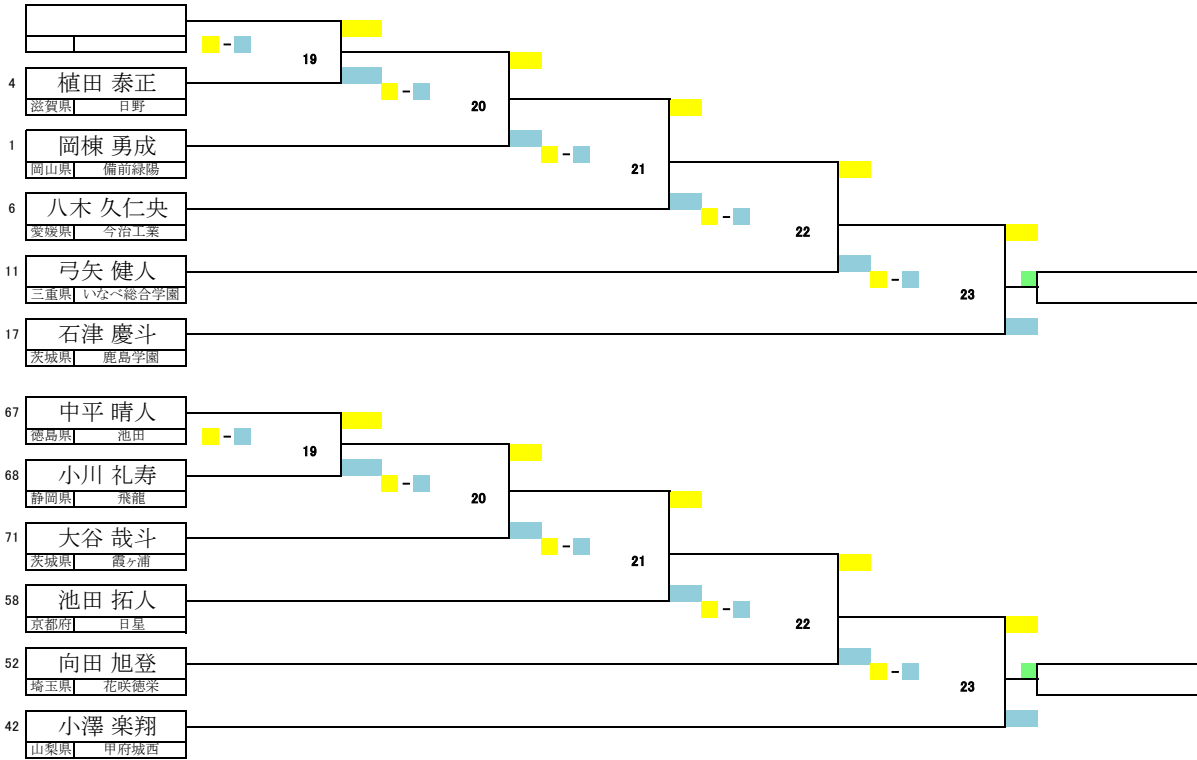 -
19
4 植田 泰正
滋賀県 日野
- 20
1 岡棟 勇成
岡山県 備前緑陽
- 21
6 八木 久仁央
愛媛県 今治工業
- 22
11 弓矢 健人
三重県 いなべ総合学園
- 23
17 石津 慶斗
茨城県 鹿島学園
67 中平 晴人
徳島県 池田
- 19
68 小川 礼寿
静岡県 飛龍
- 20
71 大谷 哉斗
茨城県 霞ヶ浦
- 21
58 池田 拓人
京都府 日星
- 22
52 向田 旭登
埼玉県 花咲徳栄
- 23
42 小澤 楽翔
山梨県 甲府城西